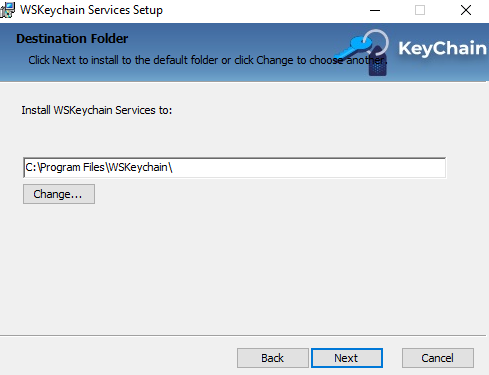 WSKeychain Services Setup
Destination Folder
Click Next to install to the default folder or click Change to choose another.
KeyChain
Install WSKeychain Services to:
C:\Program Files\WSKeychain\
Change...
Back
Next
Cancel